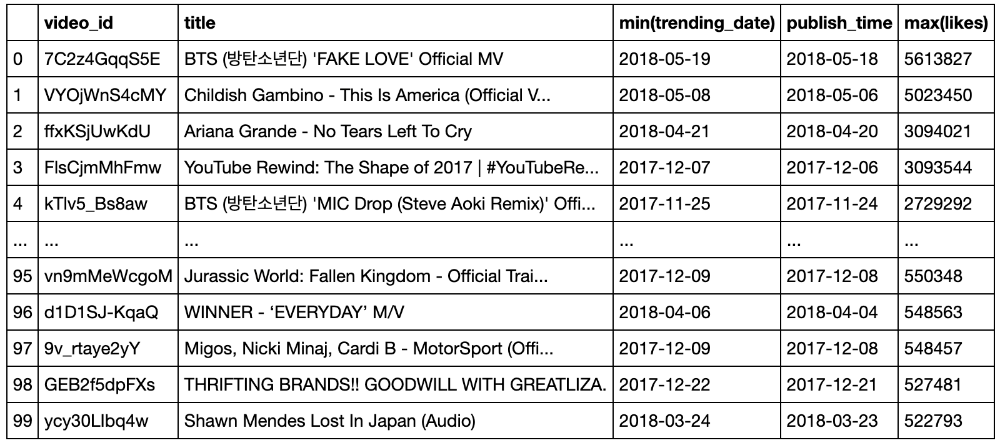 video_id title min(trending_date) publish_time max(likes)
0 7C2z4GqqS5E BTS (방탄소년단) 'FAKE LOVE' Official MV 2018-05-19 2018-05-18 5613827
1 VYOjWnS4cMY Childish Gambino - This Is America (Official V... 2018-05-08 2018-05-06 5023450
2 ffxKSjUwKdU Ariana Grande - No Tears Left To Cry 2018-04-21 2018-04-20 3094021
3 FlsCjmMhFmw YouTube Rewind: The Shape of 2017 | #YouTubeRe... 2017-12-07 2017-12-06 3093544
4 kTlv5_Bs8aw BTS (방탄소년단) 'MIC Drop (Steve Aoki Remix)' Offi... 2017-11-25 2017-11-24 2729292
... ... ... ... ... ...
95 vn9mMeWcgoM Jurassic World: Fallen Kingdom - Official Trai... 2017-12-09 2017-12-08 550348
96 d1D1SJ-KqaQ WINNER - ‘EVERYDAY’ M/V 2018-04-06 2018-04-04 548563
97 9v_rtaye2yY Migos, Nicki Minaj, Cardi B - MotorSport (Offi... 2017-12-09 2017-12-08 548457
98 GEB2f5dpFXs THRIFTING BRANDS!! GOODWILL WITH GREATLIZA. 2017-12-22 2017-12-21 527481
99 ycy30LIbq4w Shawn Mendes Lost In Japan (Audio) 2018-03-24 2018-03-23 522793